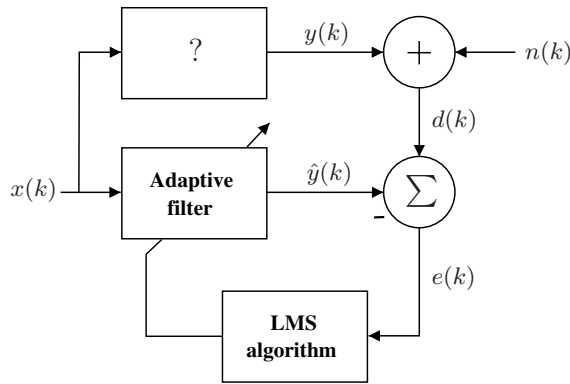 ?
y(k)
+
n(k)
d(k)
x(k)
Adaptive
filter
ŷ(k)
∑
-
e(k)
LMS
algorithm